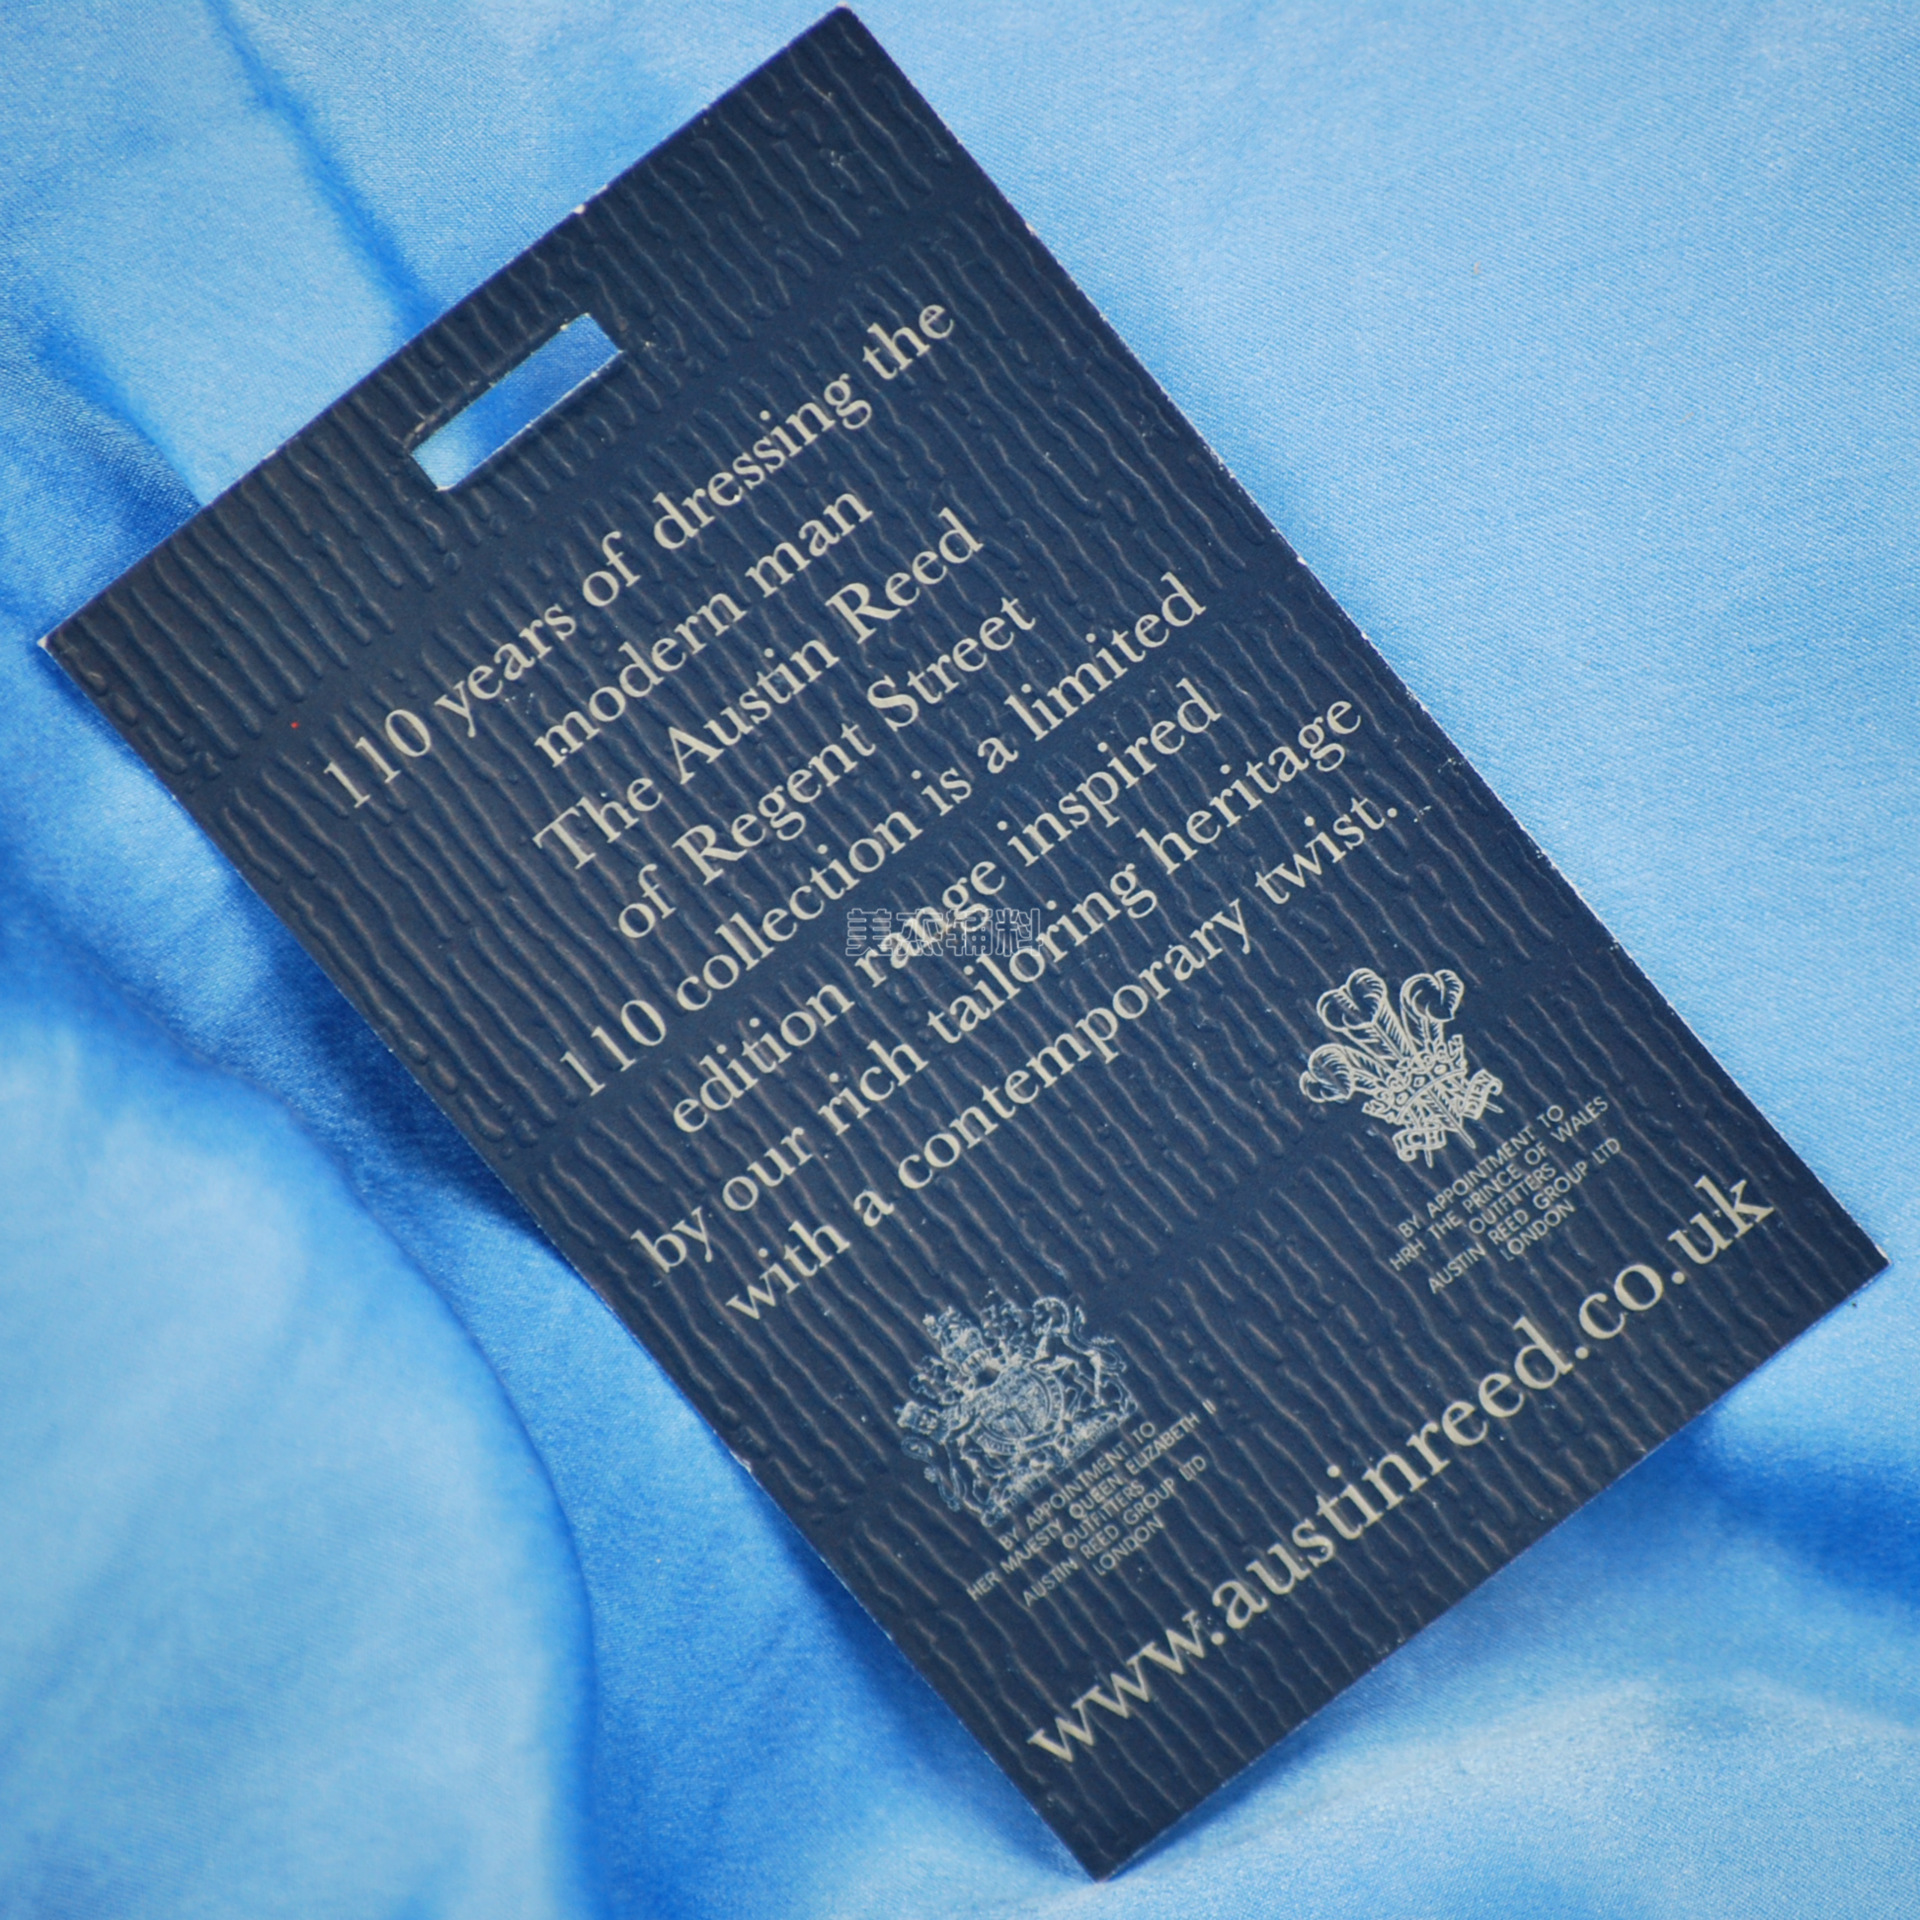 110 years of dressing the
modern man
The Austin Reed
of Regent Street
110 collection is a limited
edition range inspired
by our rich tailoring heritage
with a contemporary twist.
美杰辅料
BY APPOINTMENT TO
HER MAJESTY QUEEN ELIZABETH II
OUTFITTERS
AUSTIN REED GROUP LTD
LONDON
BY APPOINTMENT TO
HRH THE PRINCE OF WALES
OUTFITTERS
AUSTIN REED GROUP LTD
LONDON
www.austinreed.co.uk